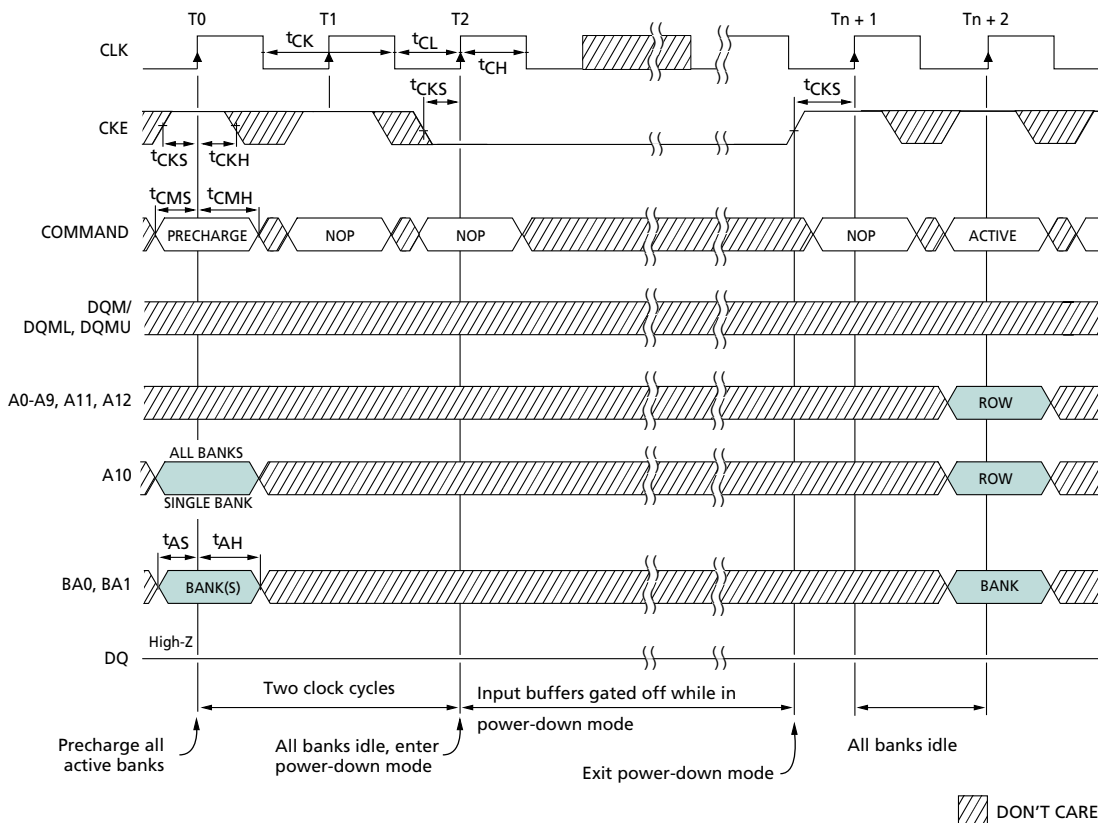 T0 T1 T2 Tn + 1 Tn + 2
CLK
tCK
tCL
tCH
tCKS
tCKS
CKE
tCKS
tCKH
tCMS
tCMH
COMMAND
PRECHARGE
NOP
NOP
NOP
ACTIVE
DQM/
DQML, DQMU
A0-A9, A11, A12
ROW
ALL BANKS
A10
ROW
SINGLE BANK
tAS
tAH
BA0, BA1
BANK(S)
BANK
High-Z
DQ
Two clock cycles
Input buffers gated off while in
power-down mode
Precharge all
active banks
All banks idle, enter
power-down mode
Exit power-down mode
All banks idle
DON'T CARE